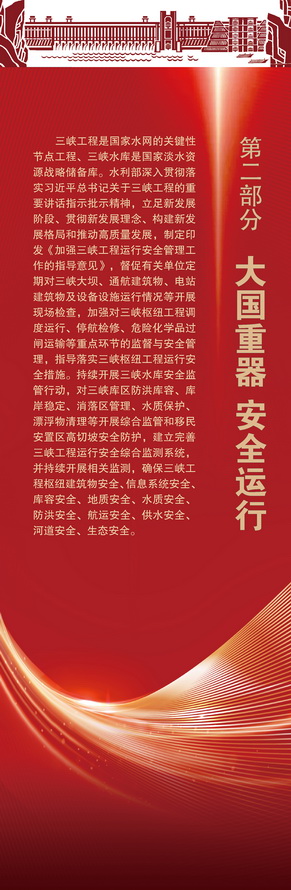 第二部分
大国重器 安全运行
三峡工程是国家水网的关键性
节点工程、三峡水库是国家淡水资
源战略储备库。水利部深入贯彻落
实习近平总书记关于三峡工程的重
要讲话指示批示精神，立足新发展
阶段、贯彻新发展理念、构建新发
展格局和推动高质量发展，制定印
发《加强三峡工程运行安全管理工
作的指导意见》，督促有关单位定
期对三峡大坝、通航建筑物、电站
建筑物及设备设施运行情况等开展
现场检查，加强对三峡枢纽工程调
度运行、停航检修、危险化学品过
闸运输等重点环节的监督与安全管
理，指导落实三峡枢纽工程运行安
全措施。持续开展三峡水库安全监
管行动，对三峡库区防洪库容、库
岸稳定、消落区管理、水质保护、
漂浮物清理等开展综合监管和移民
安置区高切坡安全防护，建立完善
三峡工程运行安全综合监测系统，
并持续开展相关监测，确保三峡工
程枢纽建筑物安全、信息系统安全、
库容安全、地质安全、水质安全、
防洪安全、航运安全、供水安全、
河道安全、生态安全。